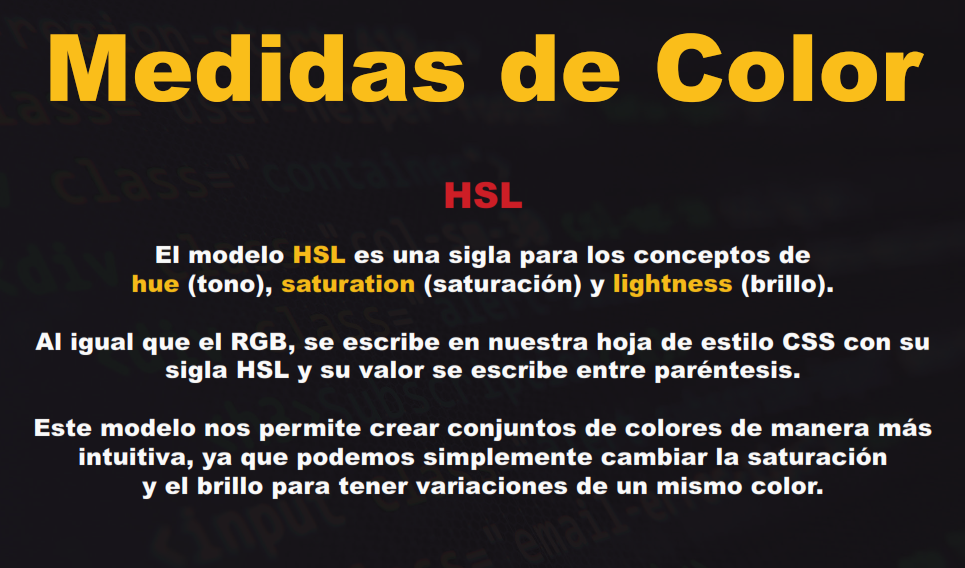 Medidas de Color
HSL
El modelo HSL es una sigla para los conceptos de
hue (tono), saturation (saturación) y lightness (brillo).
Al igual que el RGB, se escribe en nuestra hoja de estilo CSS con su
sigla HSL y su valor se escribe entre paréntesis.
Este modelo nos permite crear conjuntos de colores de manera más
intuitiva, ya que podemos simplemente cambiar la saturación
y el brillo para tener variaciones de un mismo color.